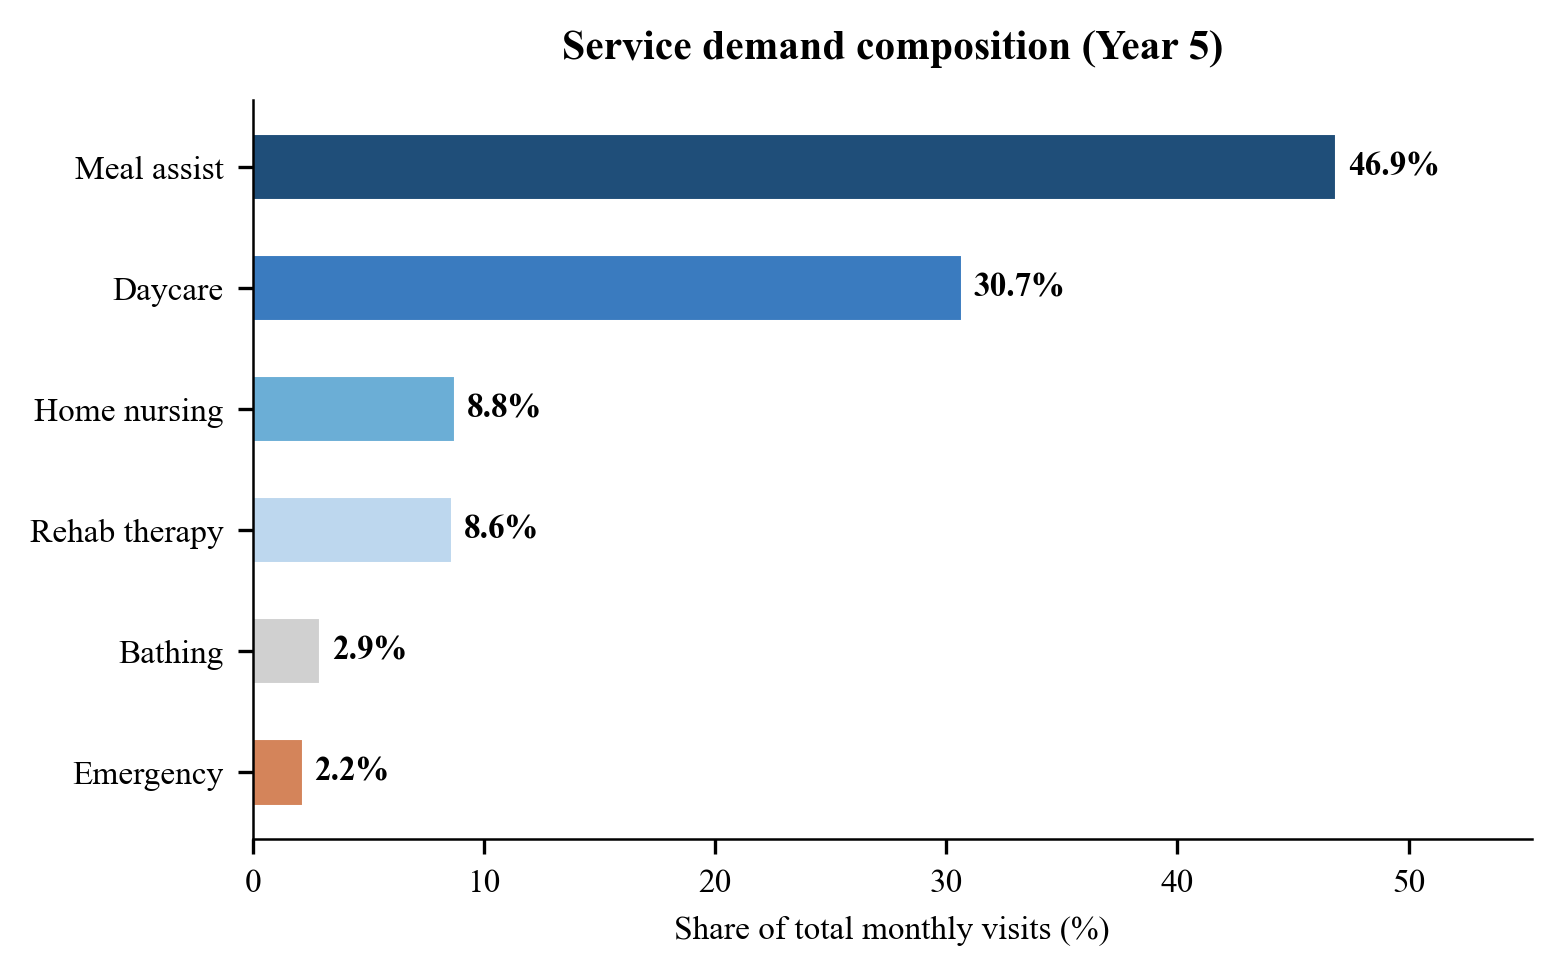 Service demand composition (Year 5)
Meal assist 46.9%
Daycare 30.7%
Home nursing 8.8%
Rehab therapy 8.6%
Bathing 2.9%
Emergency 2.2%
0 10 20 30 40 50
Share of total monthly visits (%)